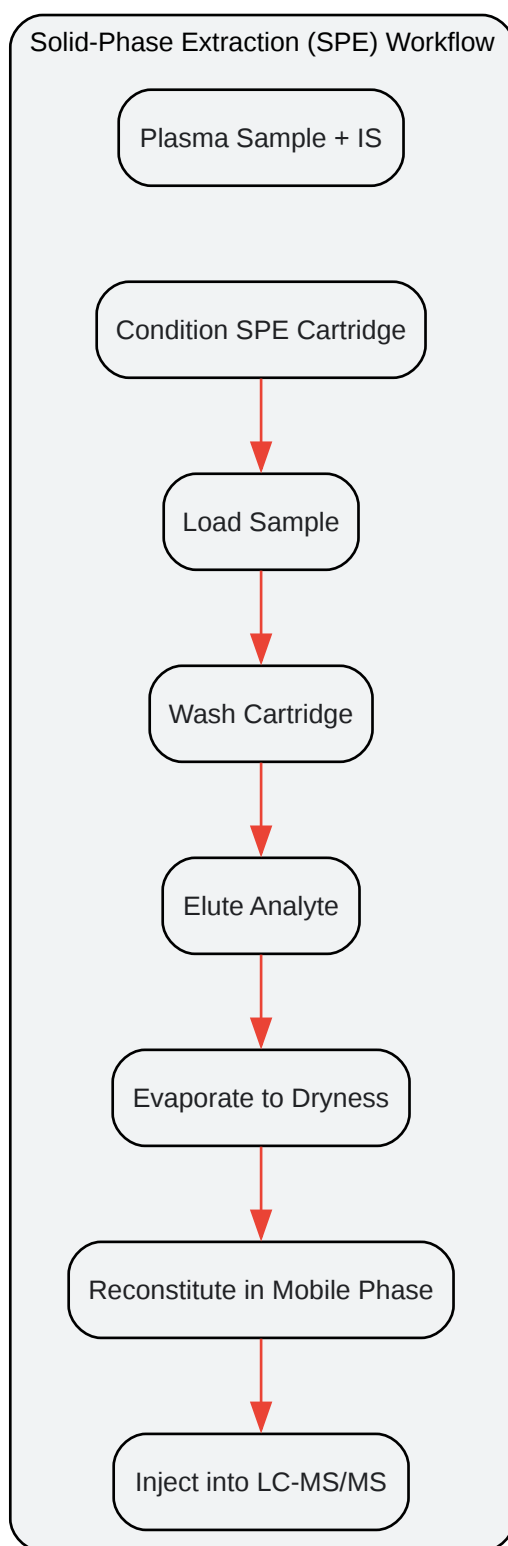 Solid-Phase Extraction (SPE) Workflow
Plasma Sample + IS
Condition SPE Cartridge
Load Sample
Wash Cartridge
Elute Analyte
Evaporate to Dryness
Reconstitute in Mobile Phase
Inject into LC-MS/MS